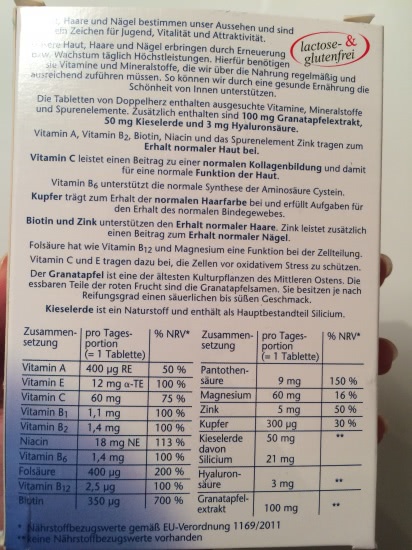 Haare und Nägel bestimmen unser Aussehen und sind
ein Zeichen für Jugend, Vitalität und Attraktivität.
lactose- &
glutenfrei
Haut, Haare und Nägel erbringen durch Erneuerung
bzw. Wachstum täglich Höchstleistungen. Hierfür benötigen
sie Vitamine und Mineralstoffe, die wir über die Nahrung regelmäßig und
ausreichend zuführen müssen. So können wir durch eine gesunde Ernährung die
Schönheit von Innen unterstützen.
Die Tabletten von Doppelherz enthalten ausgesuchte Vitamine, Mineralstoffe
und Spurenelemente. Zusätzlich enthalten sind 100 mg Granatapfelextrakt,
50 mg Kieselerde und 3 mg Hyaluronsäure.
Vitamin A, Vitamin B2, Biotin, Niacin und das Spurenelement Zink tragen zum
Erhalt normaler Haut bei.
Vitamin C leistet einen Beitrag zu einer normalen Kollagenbildung und damit
für eine normale Funktion der Haut.
Vitamin B6 unterstützt die normale Synthese der Aminosäure Cystein.
Kupfer trägt zum Erhalt der normalen Haarfarbe bei und erfüllt Aufgaben für
den Erhalt des normalen Bindegewebes.
Biotin und Zink unterstützen den Erhalt normaler Haare. Zink leistet zusätzlich
einen Beitrag zum Erhalt normaler Nägel.
Folsäure hat wie Vitamin B12 und Magnesium eine Funktion bei der Zellteilung.
Vitamin C und E tragen dazu bei, die Zellen vor oxidativem Stress zu schützen.
Der Granatapfel ist eine der ältesten Kulturpflanzen des Mittleren Ostens. Die
essbaren Teile der roten Frucht sind die Granatapfelsamen. Sie besitzen je nach
Reifungsgrad einen säuerlichen bis süßen Geschmack.
Kieselerde ist ein Naturstoff und enthält als Hauptbestandteil Silicium.
Zusammen-
setzung
pro Tages-
portion
(= 1 Tablette)
% NRV*
Vitamin A 400 µg RE 50 %
Vitamin E 12 mg α-TE 100 %
Vitamin C 60 mg 75 %
Vitamin B1 1,1 mg 100 %
Vitamin B2 1,4 mg 100 %
Niacin 18 mg NE 113 %
Vitamin B6 1,4 mg 100 %
Folsäure 400 µg 200 %
Vitamin B12 2,5 µg 100 %
Biotin 350 µg 700 %
Zusammen-
setzung
pro Tages-
portion
(= 1 Tablette)
% NRV*
Pantothen-
säure 9 mg 150 %
Magnesium 60 mg 16 %
Zink 5 mg 50 %
Kupfer 300 µg 30 %
Kieselerde 50 mg **
davon
Silicium 21 mg
Hyaluron-
säure 3 mg **
Granatapfel-
extrakt 100 mg **
* Nährstoffbezugswerte gemäß EU-Verordnung 1169/2011
** keine Nährstoffbezugswerte vorhanden